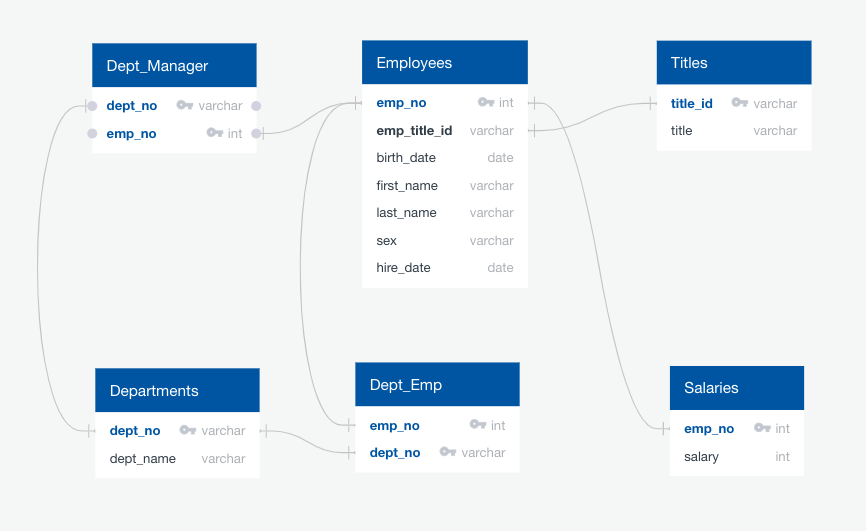 Dept_Manager
dept_no varchar
emp_no int
Employees
emp_no int
emp_title_id varchar
birth_date date
first_name varchar
last_name varchar
sex varchar
hire_date date
Titles
title_id varchar
title varchar
Departments
dept_no varchar
dept_name varchar
Dept_Emp
emp_no int
dept_no varchar
Salaries
emp_no int
salary int